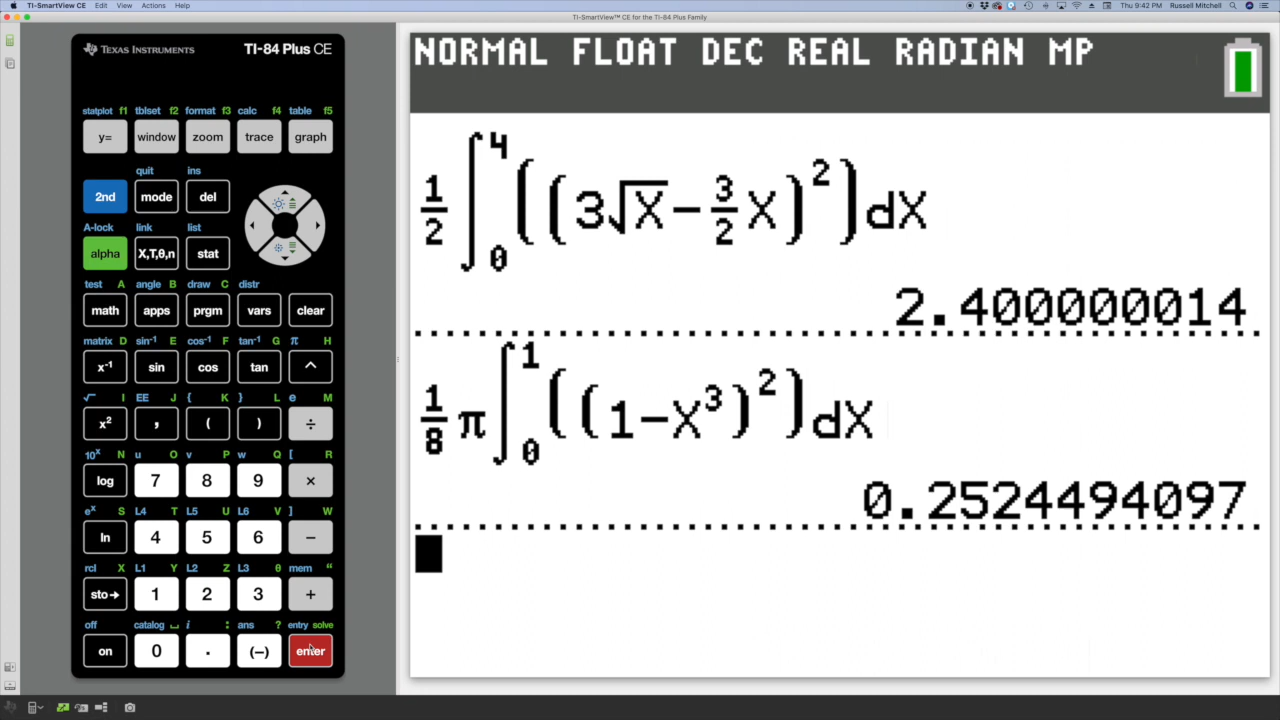 TI-SmartView CE Edit View Actions Help Thu 9:42 PM Russell Mitchell
TI-SmartView™ CE for the TI-84 Plus Family
TEXAS INSTRUMENTS TI-84 Plus CE
statplot f1 tblset f2 format f3 calc f4 table f5
y= window zoom trace graph
quit ins
2nd mode del
A-lock link list
alpha X,T,θ,n stat
test A angle B draw C distr
math apps prgm vars clear
matrix D sin⁻¹ E cos⁻¹ F tan⁻¹ G π H
x⁻¹ sin cos tan ^
√ I EE J { K } L e M
x² , ( ) ÷
10ˣ N u O v P w Q [ R
log 7 8 9 ×
eˣ S L4 T L5 U L6 V ] W
ln 4 5 6 −
rcl X L1 Y L2 Z L3 θ mem “
sto→ 1 2 3 +
off catalog ␣ i : ans ? entry solve
on 0 . (−) enter
NORMAL FLOAT DEC REAL RADIAN MP
1/2 ∫₀⁴ ((3√X−3/2X)²)dX
2.400000014
1/8 π ∫₀¹ ((1−X³)²)dX
0.2524494097